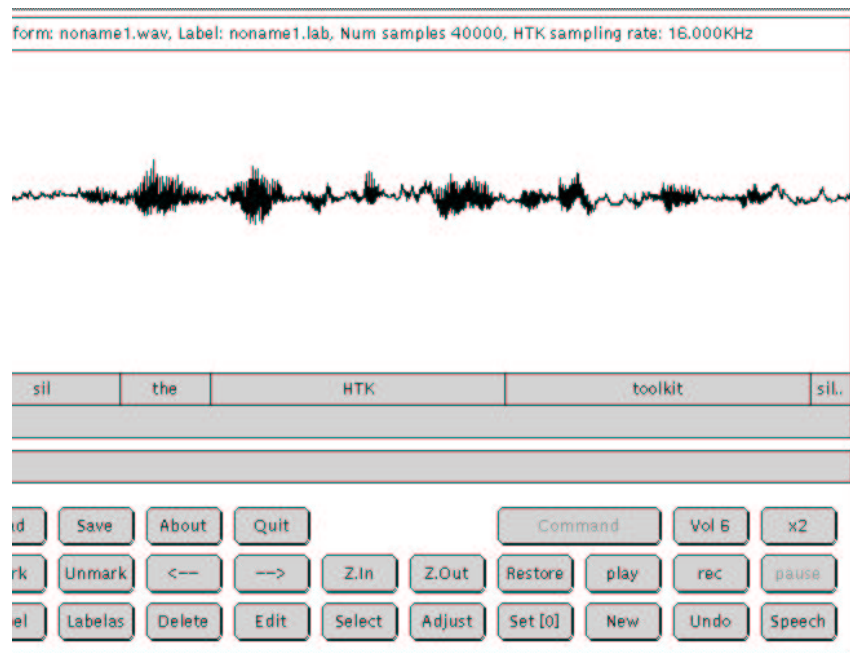 form: noname1.wav, Label: noname1.lab, Num samples 40000, HTK sampling rate: 16.000KHz
sil the HTK toolkit sil..
d Save About Quit Command Vol 6 x2
rk Unmark <-- --> Z.In Z.Out Restore play rec pause
el Labelas Delete Edit Select Adjust Set [0] New Undo Speech